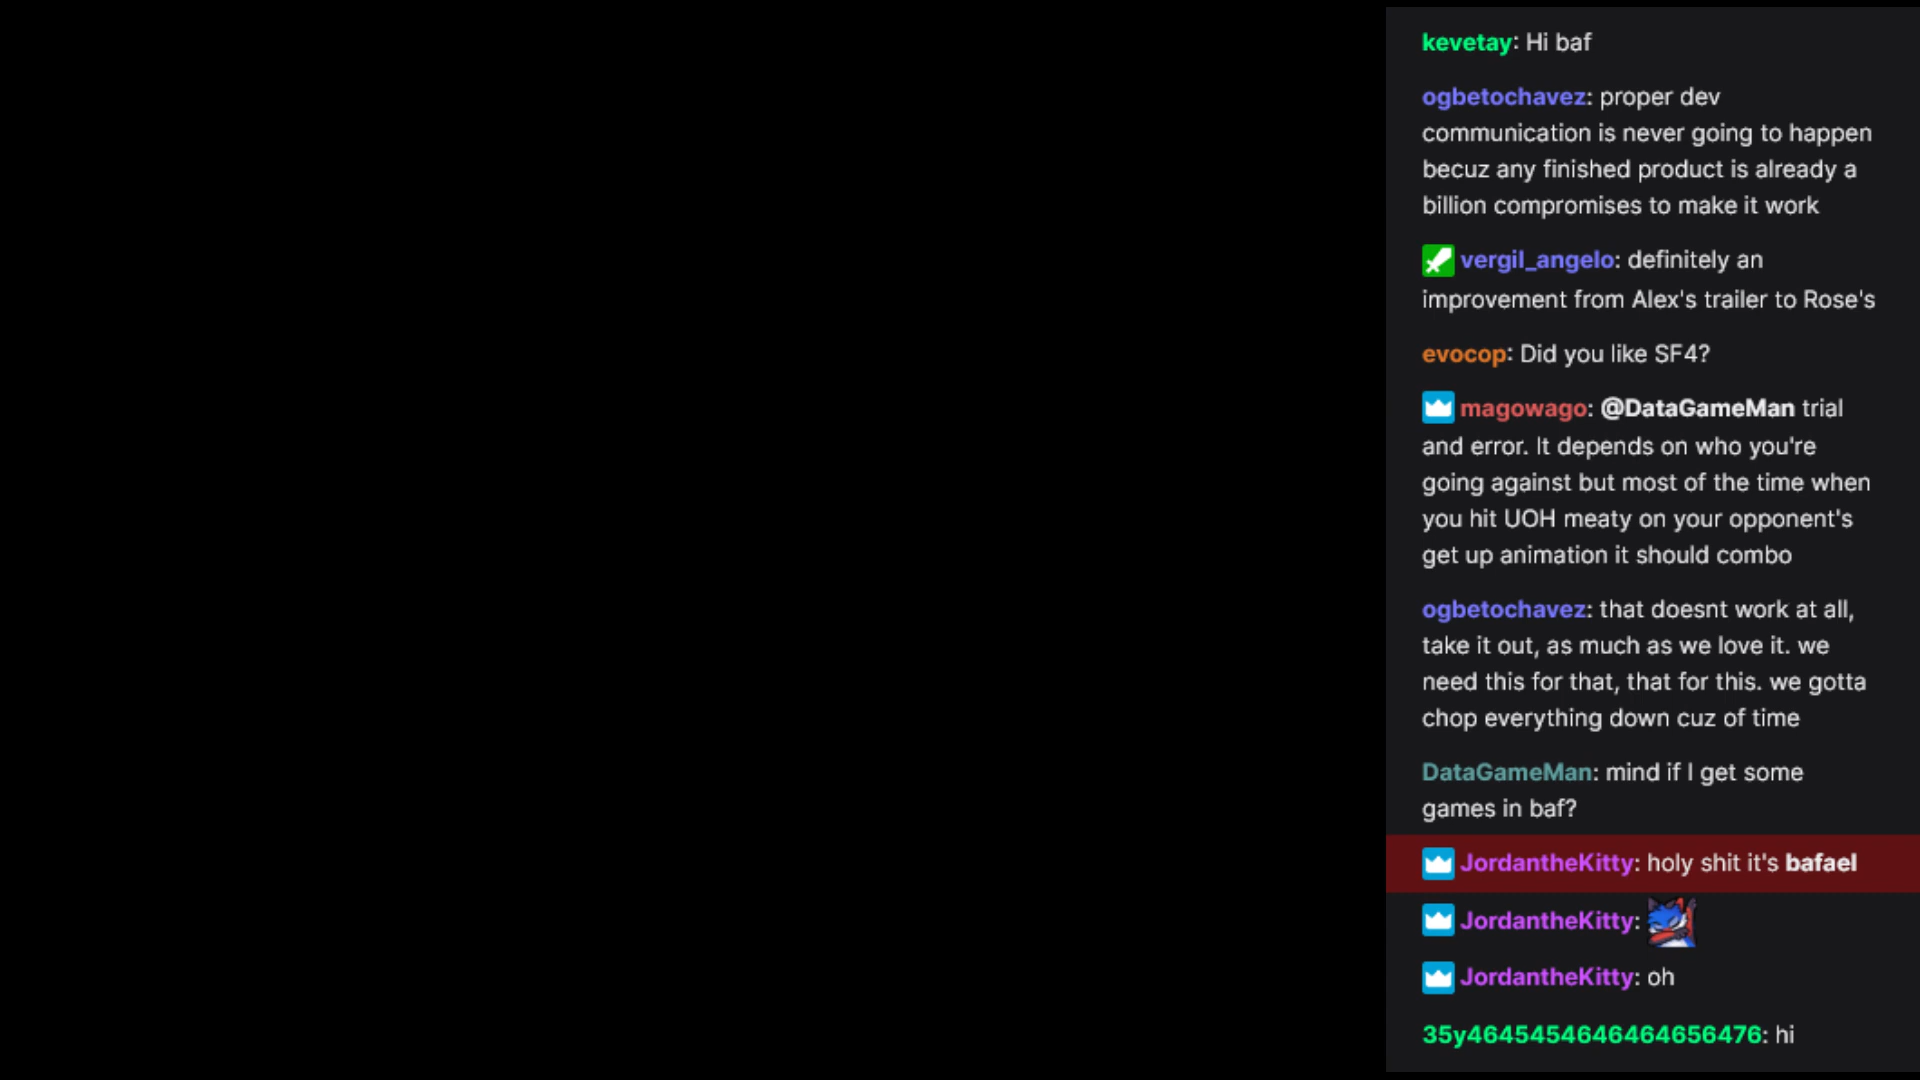 kevetay: Hi baf
ogbetochavez: proper dev
communication is never going to happen
becuz any finished product is already a
billion compromises to make it work
vergil_angelo: definitely an
improvement from Alex's trailer to Rose's
evocop: Did you like SF4?
magowago: @DataGameMan trial
and error. It depends on who you're
going against but most of the time when
you hit UOH meaty on your opponent's
get up animation it should combo
ogbetochavez: that doesnt work at all,
take it out, as much as we love it. we
need this for that, that for this. we gotta
chop everything down cuz of time
DataGameMan: mind if I get some
games in baf?
JordantheKitty: holy shit it's bafael
JordantheKitty:
JordantheKitty: oh
35y4645454646464656476: hi